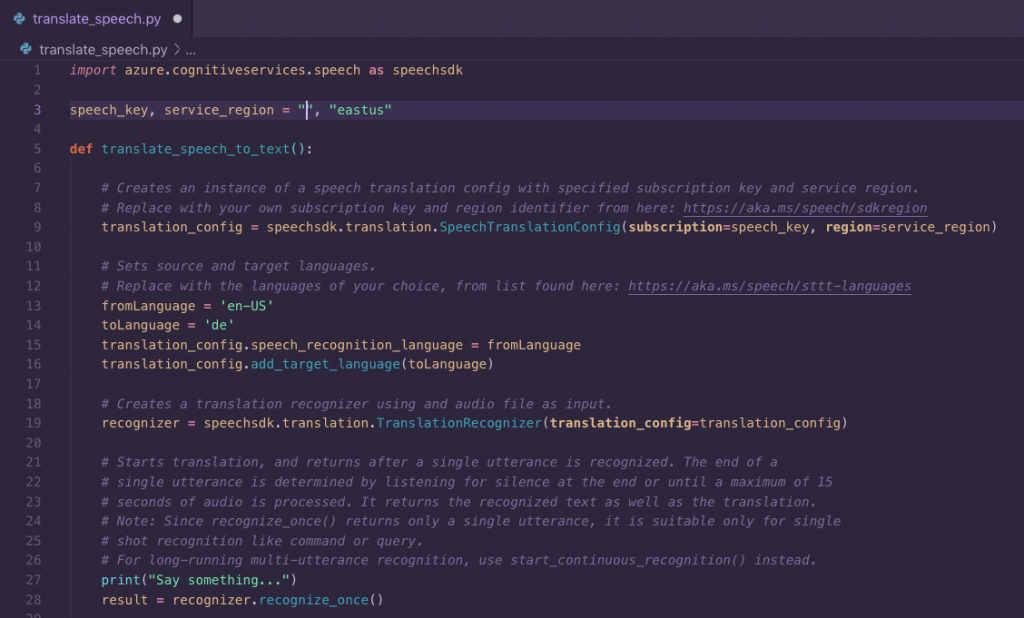 translate_speech.py
translate_speech.py > ...
1 import azure.cognitiveservices.speech as speechsdk
2
3 speech_key, service_region = "", "eastus"
4
5 def translate_speech_to_text():
6
7 # Creates an instance of a speech translation config with specified subscription key and service region.
8 # Replace with your own subscription key and region identifier from here: https://aka.ms/speech/sdkregion
9 translation_config = speechsdk.translation.SpeechTranslationConfig(subscription=speech_key, region=service_region)
10
11 # Sets source and target languages.
12 # Replace with the languages of your choice, from list found here: https://aka.ms/speech/sttt-languages
13 fromLanguage = 'en-US'
14 toLanguage = 'de'
15 translation_config.speech_recognition_language = fromLanguage
16 translation_config.add_target_language(toLanguage)
17
18 # Creates a translation recognizer using and audio file as input.
19 recognizer = speechsdk.translation.TranslationRecognizer(translation_config=translation_config)
20
21 # Starts translation, and returns after a single utterance is recognized. The end of a
22 # single utterance is determined by listening for silence at the end or until a maximum of 15
23 # seconds of audio is processed. It returns the recognized text as well as the translation.
24 # Note: Since recognize_once() returns only a single utterance, it is suitable only for single
25 # shot recognition like command or query.
26 # For long-running multi-utterance recognition, use start_continuous_recognition() instead.
27 print("Say something...")
28 result = recognizer.recognize_once()